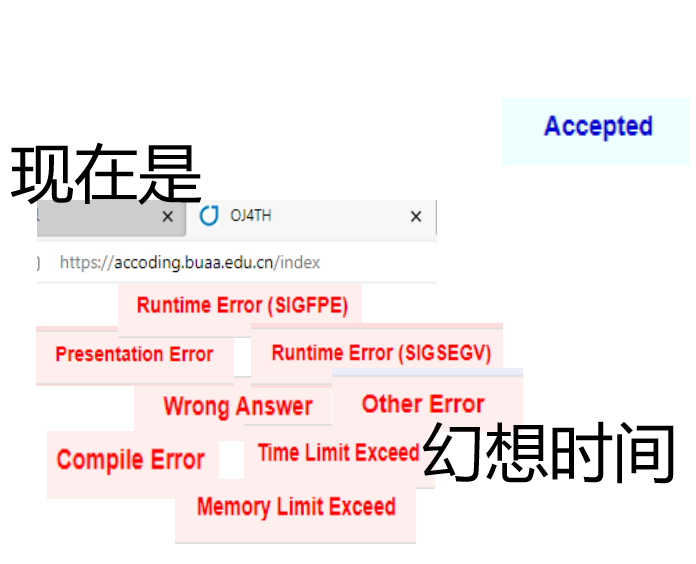 Accepted
现在是
OJ4TH
https://accoding.buaa.edu.cn/index
Runtime Error (SIGFPE)
Presentation Error
Runtime Error (SIGSEGV)
Wrong Answer
Other Error
Compile Error
Time Limit Exceed
幻想时间
Memory Limit Exceed